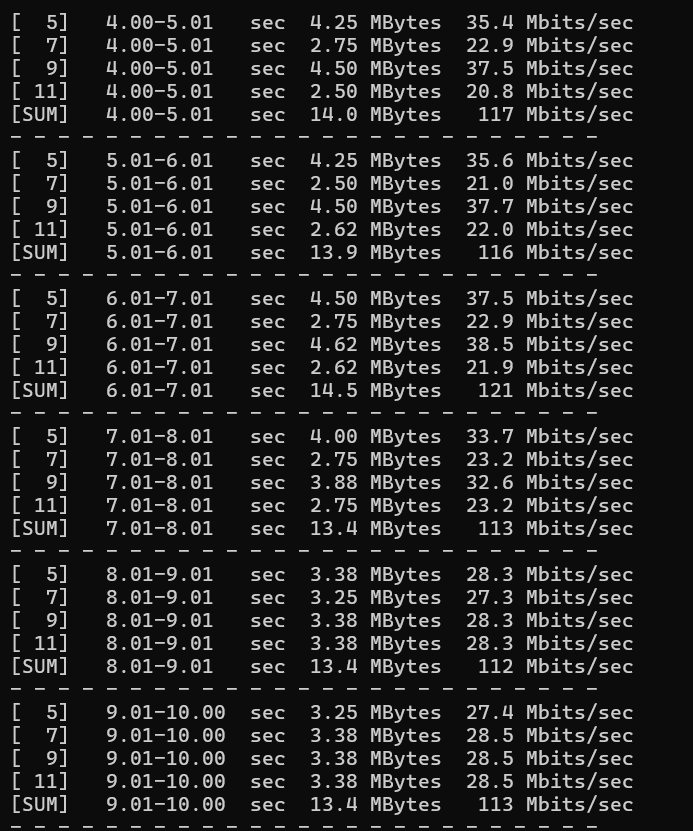 [  5]   4.00-5.01   sec  4.25 MBytes  35.4 Mbits/sec
[  7]   4.00-5.01   sec  2.75 MBytes  22.9 Mbits/sec
[  9]   4.00-5.01   sec  4.50 MBytes  37.5 Mbits/sec
[ 11]   4.00-5.01   sec  2.50 MBytes  20.8 Mbits/sec
[SUM]   4.00-5.01   sec  14.0 MBytes   117 Mbits/sec
- - - - - - - - - - - - - - - - - - - - - - - - -
[  5]   5.01-6.01   sec  4.25 MBytes  35.6 Mbits/sec
[  7]   5.01-6.01   sec  2.50 MBytes  21.0 Mbits/sec
[  9]   5.01-6.01   sec  4.50 MBytes  37.7 Mbits/sec
[ 11]   5.01-6.01   sec  2.62 MBytes  22.0 Mbits/sec
[SUM]   5.01-6.01   sec  13.9 MBytes   116 Mbits/sec
- - - - - - - - - - - - - - - - - - - - - - - - -
[  5]   6.01-7.01   sec  4.50 MBytes  37.5 Mbits/sec
[  7]   6.01-7.01   sec  2.75 MBytes  22.9 Mbits/sec
[  9]   6.01-7.01   sec  4.62 MBytes  38.5 Mbits/sec
[ 11]   6.01-7.01   sec  2.62 MBytes  21.9 Mbits/sec
[SUM]   6.01-7.01   sec  14.5 MBytes   121 Mbits/sec
- - - - - - - - - - - - - - - - - - - - - - - - -
[  5]   7.01-8.01   sec  4.00 MBytes  33.7 Mbits/sec
[  7]   7.01-8.01   sec  2.75 MBytes  23.2 Mbits/sec
[  9]   7.01-8.01   sec  3.88 MBytes  32.6 Mbits/sec
[ 11]   7.01-8.01   sec  2.75 MBytes  23.2 Mbits/sec
[SUM]   7.01-8.01   sec  13.4 MBytes   113 Mbits/sec
- - - - - - - - - - - - - - - - - - - - - - - - -
[  5]   8.01-9.01   sec  3.38 MBytes  28.3 Mbits/sec
[  7]   8.01-9.01   sec  3.25 MBytes  27.3 Mbits/sec
[  9]   8.01-9.01   sec  3.38 MBytes  28.3 Mbits/sec
[ 11]   8.01-9.01   sec  3.38 MBytes  28.3 Mbits/sec
[SUM]   8.01-9.01   sec  13.4 MBytes   112 Mbits/sec
- - - - - - - - - - - - - - - - - - - - - - - - -
[  5]   9.01-10.00  sec  3.25 MBytes  27.4 Mbits/sec
[  7]   9.01-10.00  sec  3.38 MBytes  28.5 Mbits/sec
[  9]   9.01-10.00  sec  3.38 MBytes  28.5 Mbits/sec
[ 11]   9.01-10.00  sec  3.38 MBytes  28.5 Mbits/sec
[SUM]   9.01-10.00  sec  13.4 MBytes   113 Mbits/sec
- - - - - - - - - - - - - - - - - - - - - - - - -